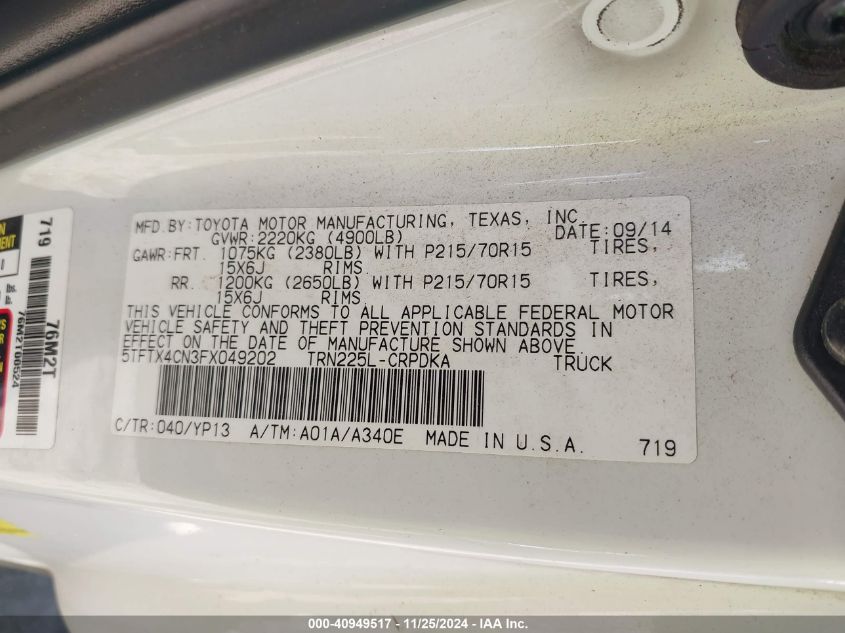 MFD.BY:TOYOTA MOTOR MANUFACTURING, TEXAS, INC.
GVWR:2220KG (4900LB) DATE:09/14
GAWR:FRT. 1075KG (2380LB) WITH P215/70R15 TIRES,
15X6J RIMS
RR. 1200KG (2650LB) WITH P215/70R15 TIRES,
15X6J RIMS
THIS VEHICLE CONFORMS TO ALL APPLICABLE FEDERAL MOTOR
VEHICLE SAFETY AND THEFT PREVENTION STANDARDS IN
EFFECT ON THE DATE OF MANUFACTURE SHOWN ABOVE.
5TFTX4CN3FX049202 TRN225L-CRPDKA TRUCK
C/TR:040/YP13 A/TM:A01A/A340E MADE IN U.S.A. 719
719
76M2T
76M2T08524
lbs.
lb.
000-40949517 - 11/25/2024 - IAA Inc.